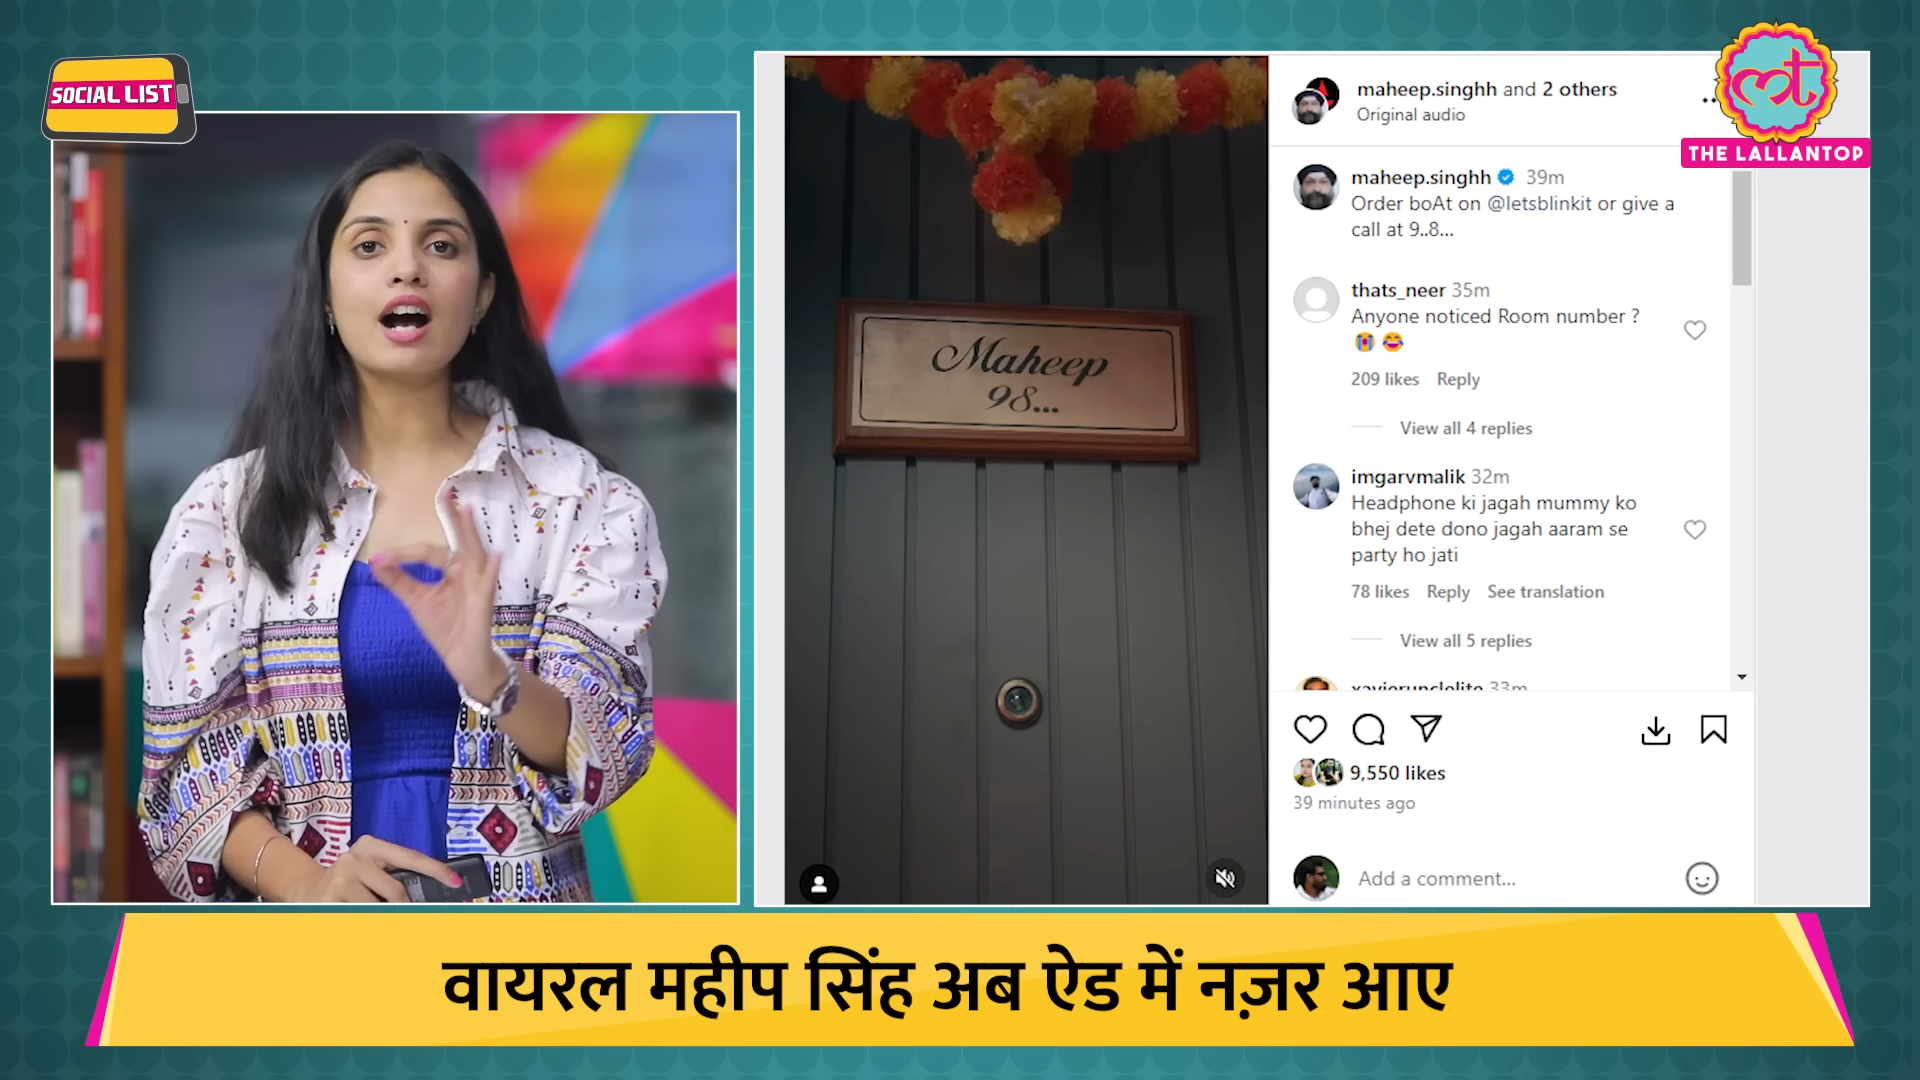 SOCIAL LIST
maheep.singhh and 2 others
Original audio
THE LALLANTOP
maheep.singhh 39m
Order boAt on @letsblinkit or give a
call at 9..8...
thats_neer 35m
Anyone noticed Room number ?
😭 😂
209 likes Reply
View all 4 replies
imgarvmalik 32m
Headphone ki jagah mummy ko
bhej dete dono jagah aaram se
party ho jati
78 likes Reply See translation
View all 5 replies
xavierunclelite 33m
9,550 likes
39 minutes ago
Add a comment...
Maheep
98...
वायरल महीप सिंह अब ऐड में नज़र आए